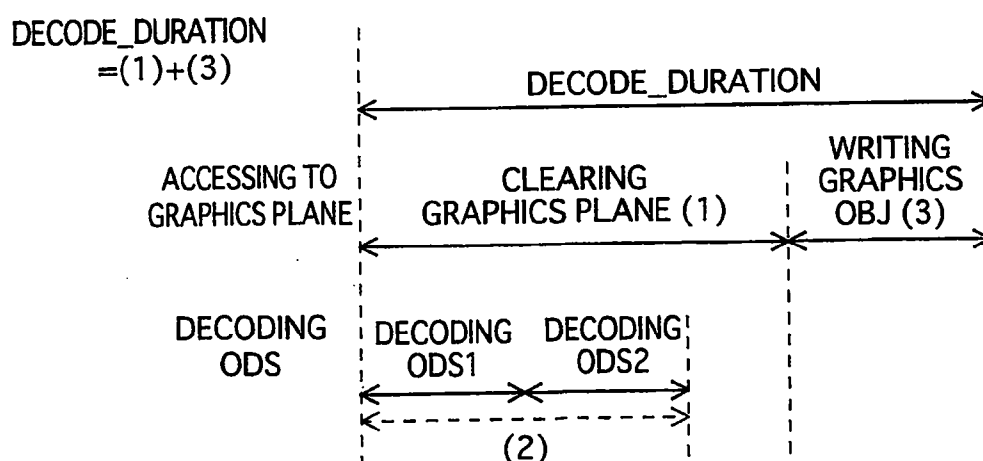 DECODE_DURATION
=(1)+(3)
DECODE_DURATION
ACCESSING TO
GRAPHICS PLANE
CLEARING
GRAPHICS PLANE (1)
WRITING
GRAPHICS
OBJ (3)
DECODING
ODS
DECODING
ODS1
DECODING
ODS2
(2)